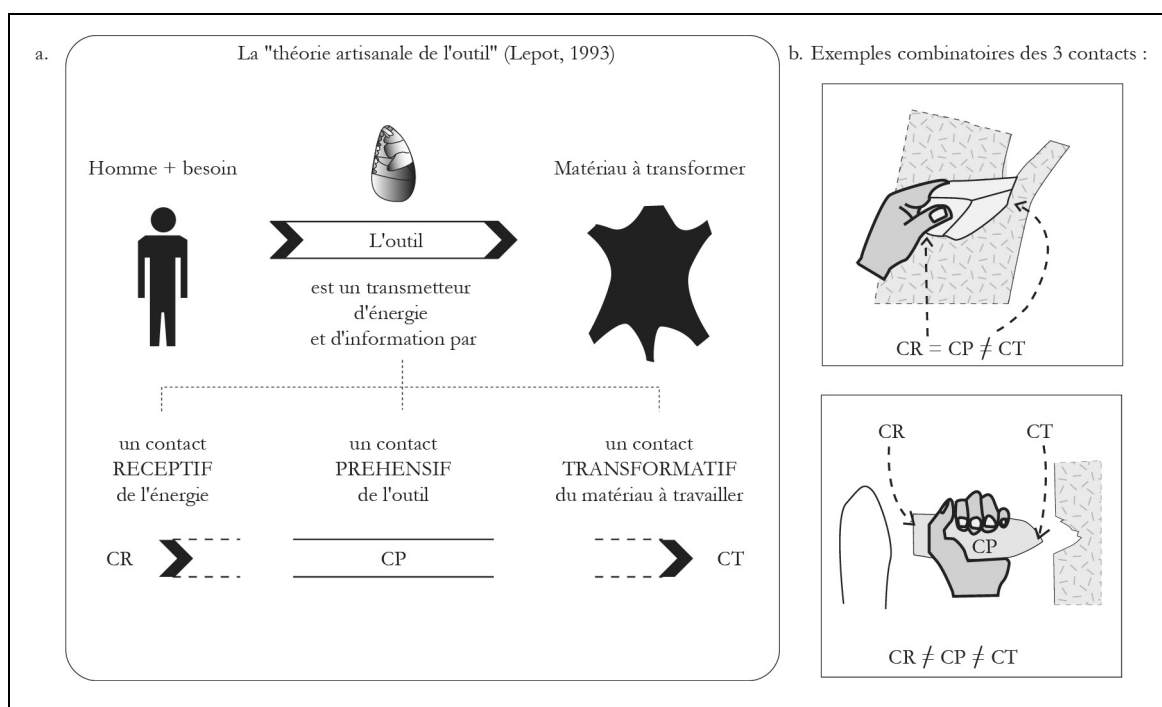 a.
La "théorie artisanale de l'outil" (Lepot, 1993)
Homme + besoin
Matériau à transformer
L'outil
est un transmetteur
d'énergie
et d'information par
un contact
RECEPTIF
de l'énergie
un contact
PREHENSIF
de l'outil
un contact
TRANSFORMATIF
du matériau à travailler
CR
CP
CT
b. Exemples combinatoires des 3 contacts :
CR = CP ≠ CT
CR
CT
CP
CR ≠ CP ≠ CT